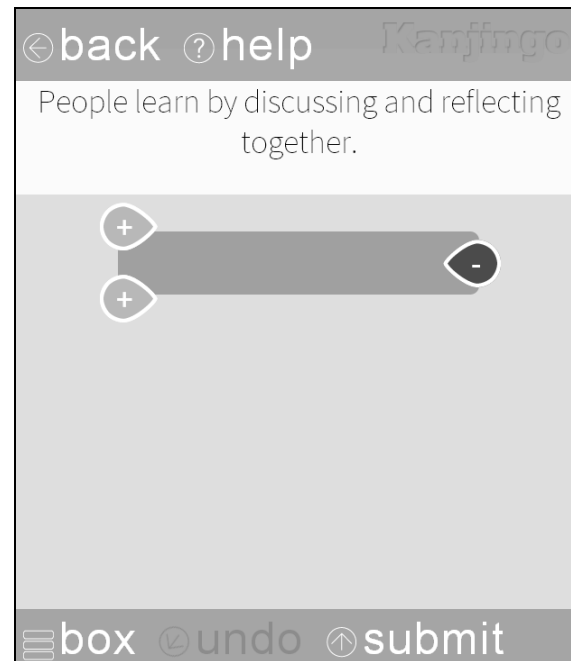 back ? help Kanjingo
People learn by discussing and reflecting
together.
+
-
+
box undo submit